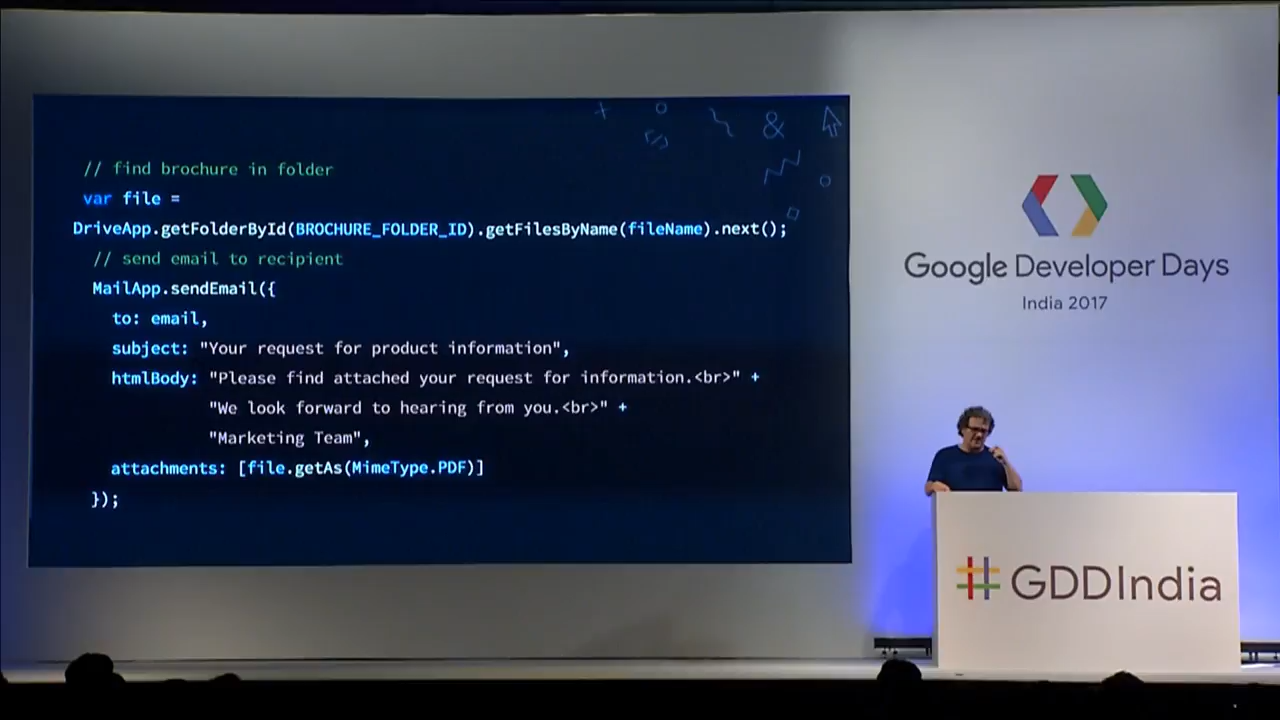 // find brochure in folder
var file =
DriveApp.getFolderById(BROCHURE_FOLDER_ID).getFilesByName(fileName).next();
// send email to recipient
MailApp.sendEmail({
to: email,
subject: "Your request for product information",
htmlBody: "Please find attached your request for information.<br>" +
"We look forward to hearing from you.<br>" +
"Marketing Team",
attachments: [file.getAs(MimeType.PDF)]
});
Google Developer Days
India 2017
#GDDIndia